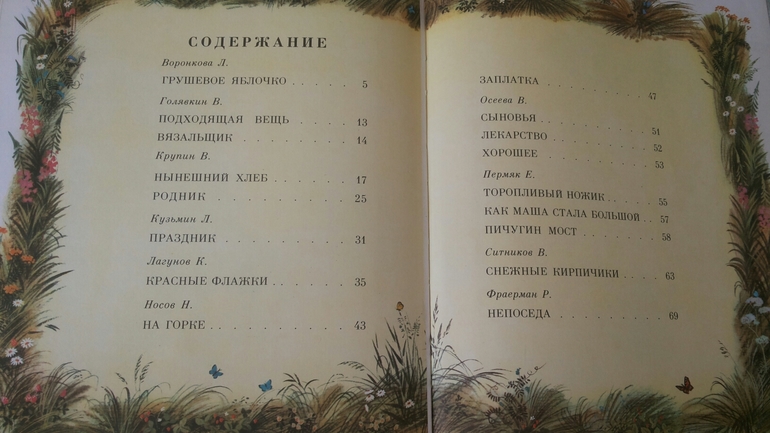 СОДЕРЖАНИЕ
Воронкова Л.
ГРУШЕВОЕ ЯБЛОЧКО . . . . . 5
Голявкин В.
ПОДХОДЯЩАЯ ВЕЩЬ . . . . 13
ВЯЗАЛЬЩИК . . . . . . . . 14
Крупин В.
НЫНЕШНИЙ ХЛЕБ . . . . . . 17
РОДНИК . . . . . . . . . 25
Кузьмин Л.
ПРАЗДНИК . . . . . . . . . 31
Лагунов К.
КРАСНЫЕ ФЛАЖКИ . . . . . . 35
Носов Н.
НА ГОРКЕ . . . . . . . . . . 43
ЗАПЛАТКА . . . . . . . . . 47
Осеева В.
СЫНОВЬЯ . . . . . . . . . 51
ЛЕКАРСТВО . . . . . . . . 52
ХОРОШЕЕ . . . . . . . . . 53
Пермяк Е.
ТОРОПЛИВЫЙ НОЖИК . . . . . 55
КАК МАША СТАЛА БОЛЬШОЙ . . 57
ПИЧУГИН МОСТ . . . . . . . 58
Ситников В.
СНЕЖНЫЕ КИРПИЧИКИ . . . . 63
Фраерман Р.
НЕПОСЕДА . . . . . . . . . 69